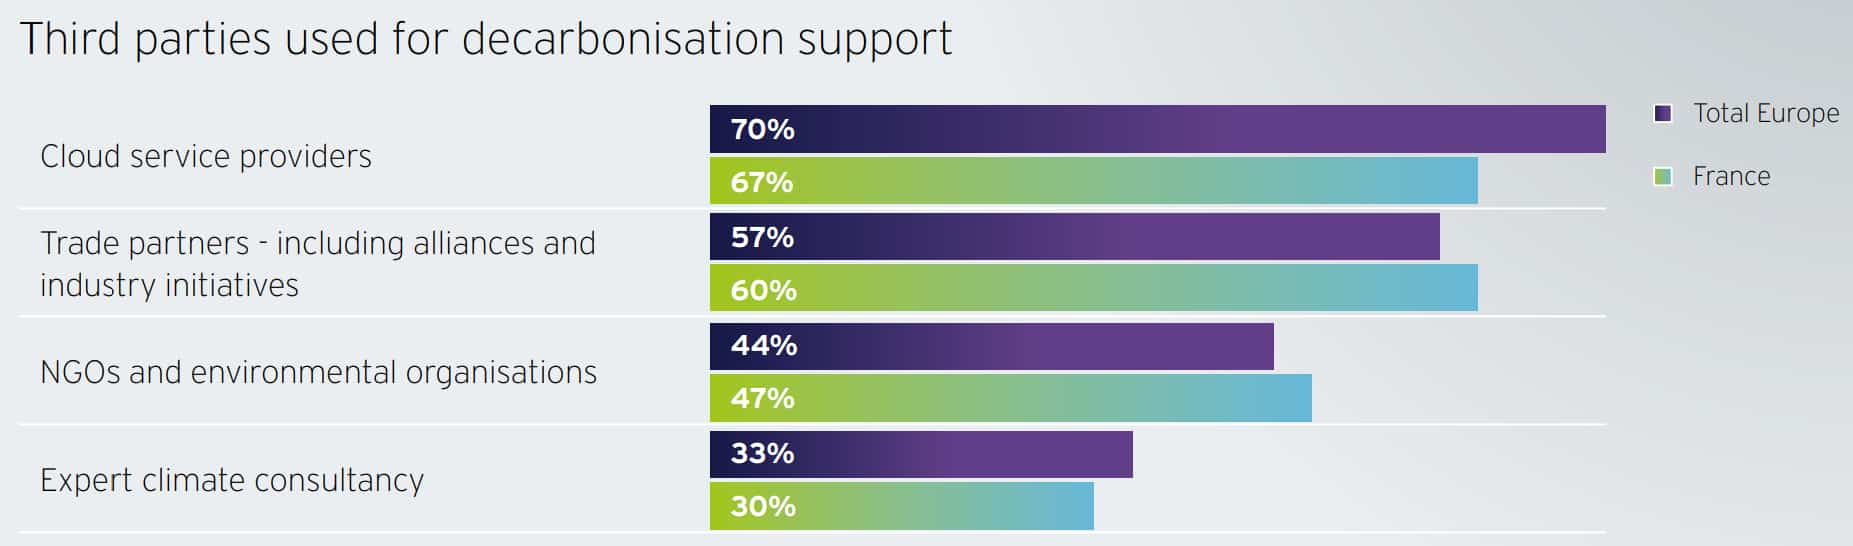 Third parties used for decarbonisation support
Cloud service providers
70%
67%
Total Europe
France
Trade partners - including alliances and
industry initiatives
57%
60%
NGOs and environmental organisations
44%
47%
Expert climate consultancy
33%
30%